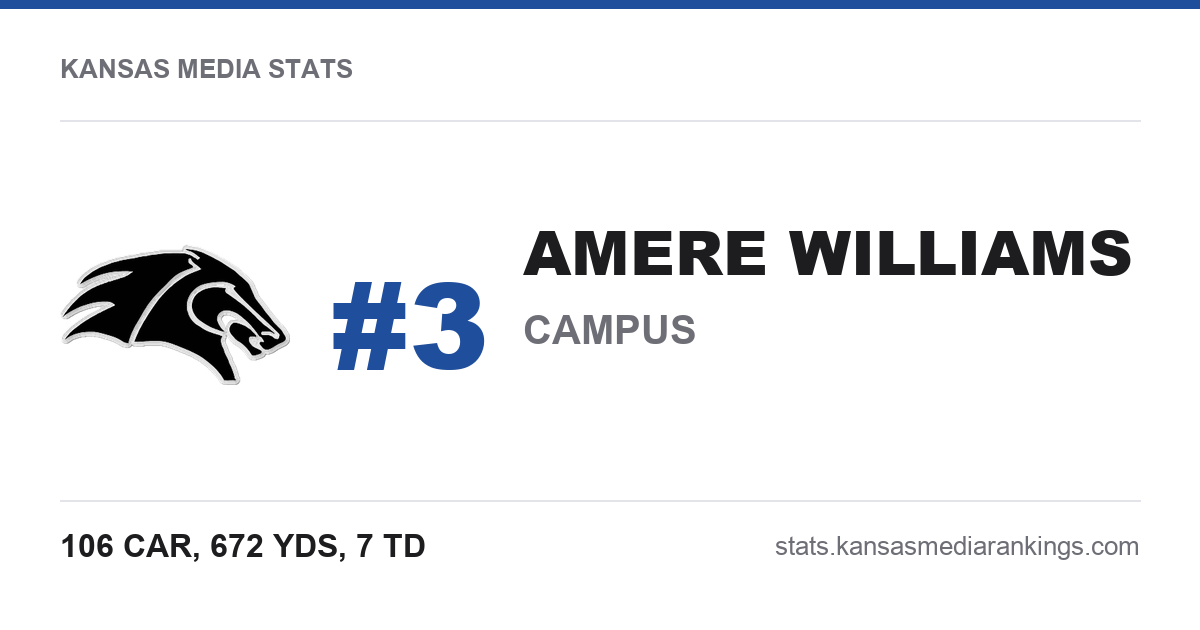 KANSAS MEDIA STATS
#3
AMERE WILLIAMS
CAMPUS
106 CAR, 672 YDS, 7 TD
stats.kansasmediarankings.com